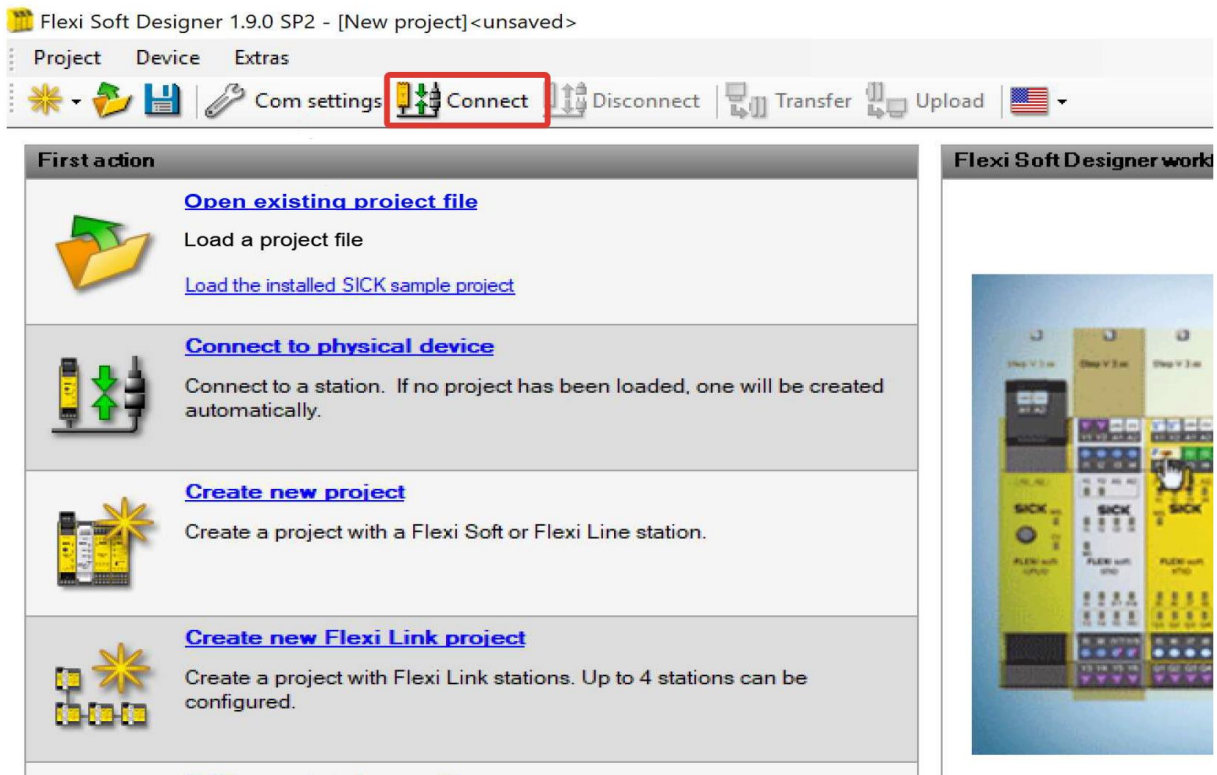 Flexi Soft Designer 1.9.0 SP2 - [New project]<unsaved>
Project Device Extras
Com settings Connect Disconnect Transfer Upload
First action
Flexi Soft Designer
Open existing project file
Load a project file
Load the installed SICK sample project
Connect to physical device
Connect to a station. If no project has been loaded, one will be created
automatically.
Create new project
Create a project with a Flexi Soft or Flexi Line station.
Create new Flexi Link project
Create a project with Flexi Link stations. Up to 4 stations can be
configured.
SICK
SICK
SICK